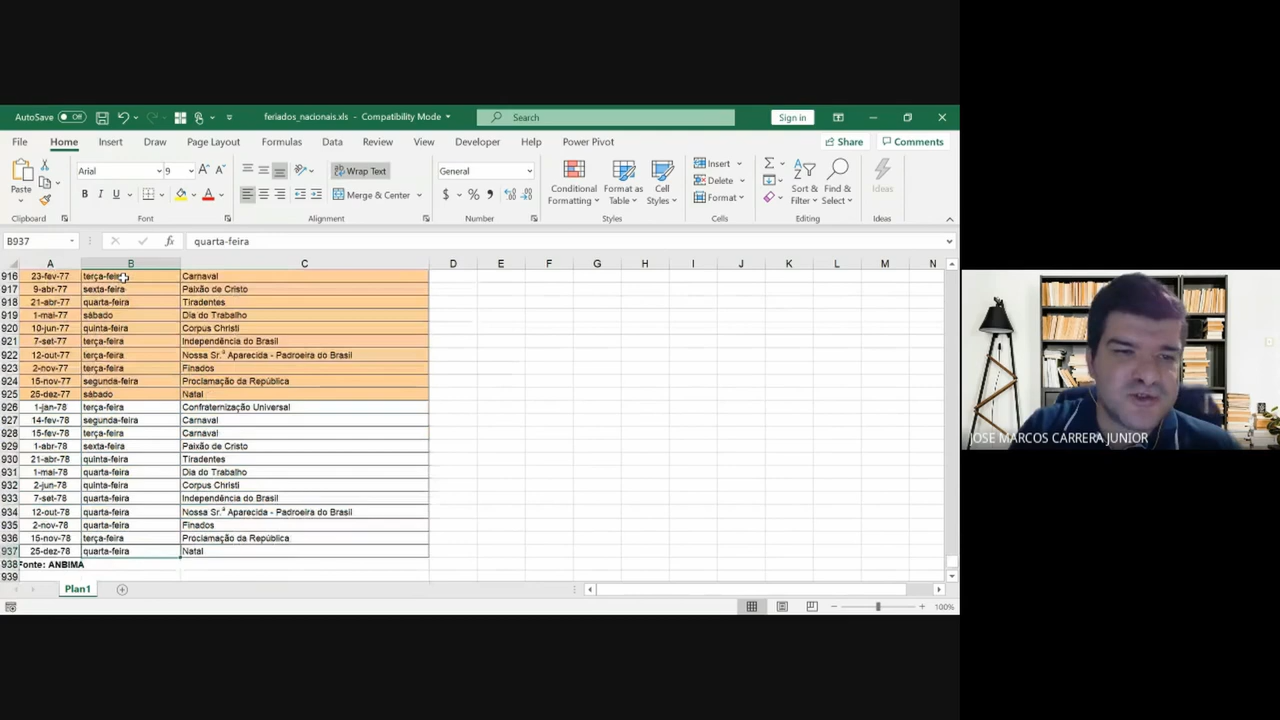 AutoSave Off feriados_nacionais.xls - Compatibility Mode Search Sign in
File Home Insert Draw Page Layout Formulas Data Review View Developer Help Power Pivot Share Comments
Paste Arial 9 Wrap Text General Conditional Format as Cell Insert Sort & Find & Ideas
B I U Merge & Center $ % Formatting Table Styles Delete Filter Select
Format
Clipboard Font Alignment Number Styles Cells Editing Ideas
B937 fx quarta-feira
A B C D E F G H I J K L M N
916 23-fev-77 terça-feira Carnaval
917 9-abr-77 sexta-feira Paixão de Cristo
918 21-abr-77 quarta-feira Tiradentes
919 1-mai-77 sábado Dia do Trabalho
920 10-jun-77 quinta-feira Corpus Christi
921 7-set-77 terça-feira Independência do Brasil
922 12-out-77 terça-feira Nossa Sr.ª Aparecida - Padroeira do Brasil
923 2-nov-77 terça-feira Finados
924 15-nov-77 segunda-feira Proclamação da República
925 25-dez-77 sábado Natal
926 1-jan-78 terça-feira Confraternização Universal
927 14-fev-78 segunda-feira Carnaval
928 15-fev-78 terça-feira Carnaval
929 1-abr-78 sexta-feira Paixão de Cristo
930 21-abr-78 quinta-feira Tiradentes
931 1-mai-78 quarta-feira Dia do Trabalho
932 2-jun-78 quinta-feira Corpus Christi
933 7-set-78 quarta-feira Independência do Brasil
934 12-out-78 quarta-feira Nossa Sr.ª Aparecida - Padroeira do Brasil
935 2-nov-78 quarta-feira Finados
936 15-nov-78 terça-feira Proclamação da República
937 25-dez-78 quarta-feira Natal
938 Fonte: ANBIMA
939
Plan1
100%
JOSE MARCOS CARRERA JUNIOR